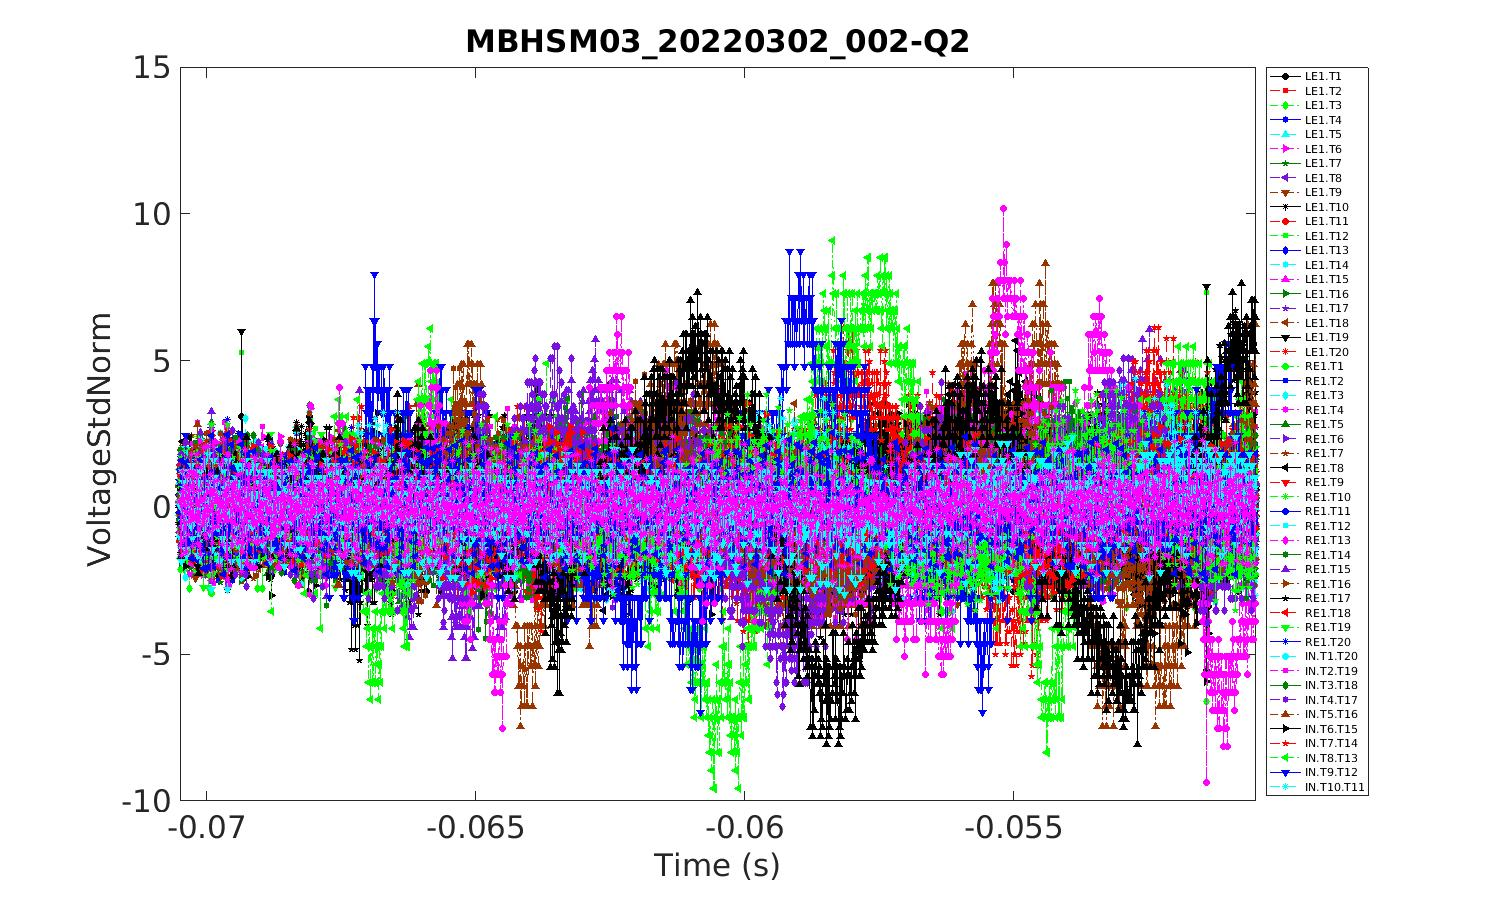 MBHSM03_20220302_002-Q2
15
10
5
0
-5
-10
VoltageStdNorm
-0.07
-0.065
-0.06
-0.055
Time (s)
LE1.T1
LE1.T2
LE1.T3
LE1.T4
LE1.T5
LE1.T6
LE1.T7
LE1.T8
LE1.T9
LE1.T10
LE1.T11
LE1.T12
LE1.T13
LE1.T14
LE1.T15
LE1.T16
LE1.T17
LE1.T18
LE1.T19
LE1.T20
RE1.T1
RE1.T2
RE1.T3
RE1.T4
RE1.T5
RE1.T6
RE1.T7
RE1.T8
RE1.T9
RE1.T10
RE1.T11
RE1.T12
RE1.T13
RE1.T14
RE1.T15
RE1.T16
RE1.T17
RE1.T18
RE1.T19
RE1.T20
IN.T1.T20
IN.T2.T19
IN.T3.T18
IN.T4.T17
IN.T5.T16
IN.T6.T15
IN.T7.T14
IN.T8.T13
IN.T9.T12
IN.T10.T11